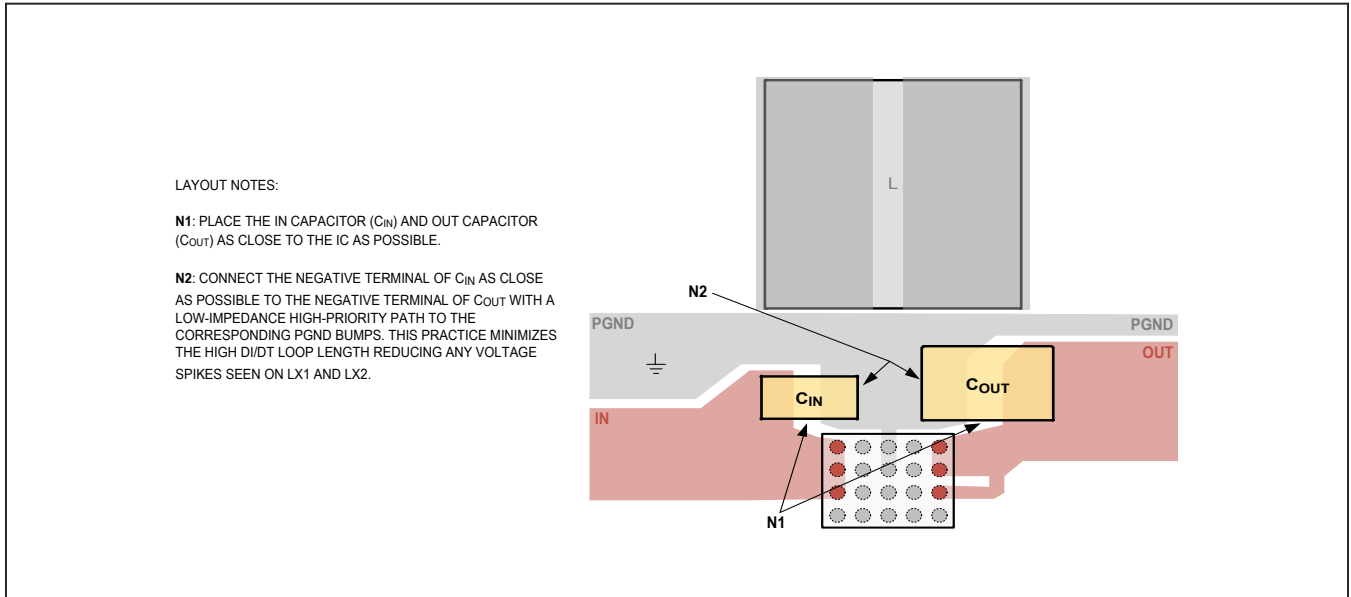 LAYOUT NOTES:
N1: PLACE THE IN CAPACITOR (CIN) AND OUT CAPACITOR
(COUT) AS CLOSE TO THE IC AS POSSIBLE.
N2: CONNECT THE NEGATIVE TERMINAL OF CIN AS CLOSE
AS POSSIBLE TO THE NEGATIVE TERMINAL OF COUT WITH A
LOW-IMPEDANCE HIGH-PRIORITY PATH TO THE
CORRESPONDING PGND BUMPS. THIS PRACTICE MINIMIZES
THE HIGH DI/DT LOOP LENGTH REDUCING ANY VOLTAGE
SPIKES SEEN ON LX1 AND LX2.
L
N2
PGND
PGND
OUT
CIN
COUT
IN
N1